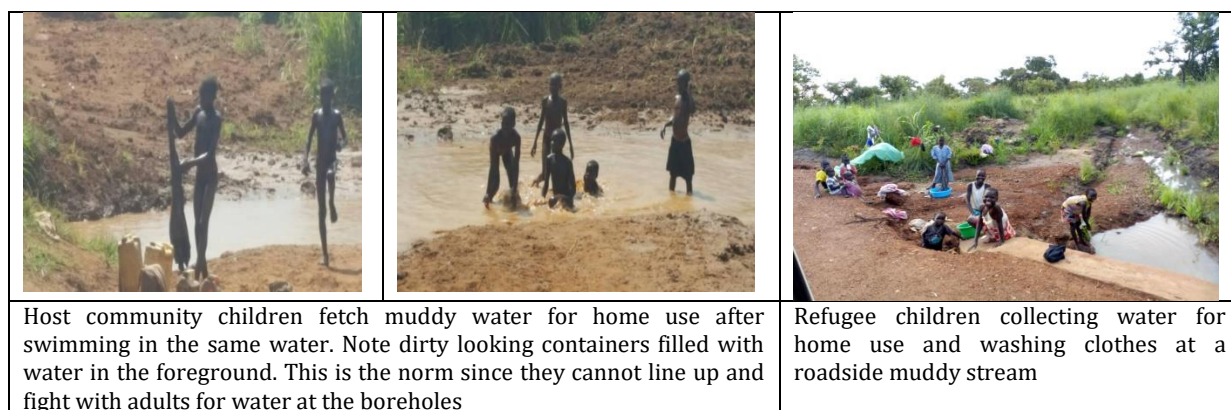 Host community children fetch muddy water for home use after
swimming in the same water. Note dirty looking containers filled with
water in the foreground. This is the norm since they cannot line up and
fight with adults for water at the boreholes
Refugee children collecting water for
home use and washing clothes at a
roadside muddy stream